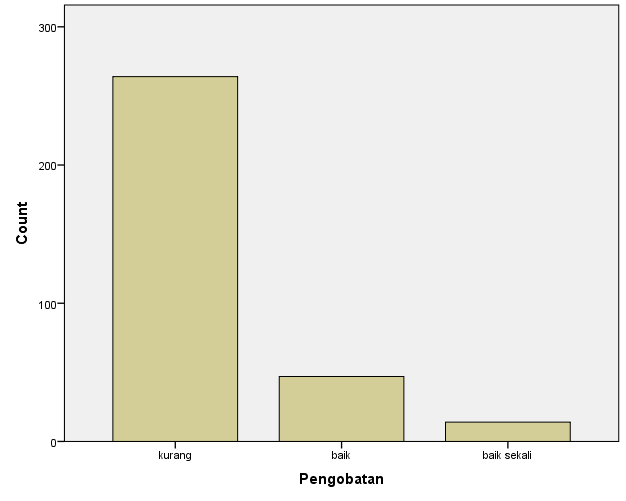 300
200
100
0
Count
kurang
baik
baik sekali
Pengobatan